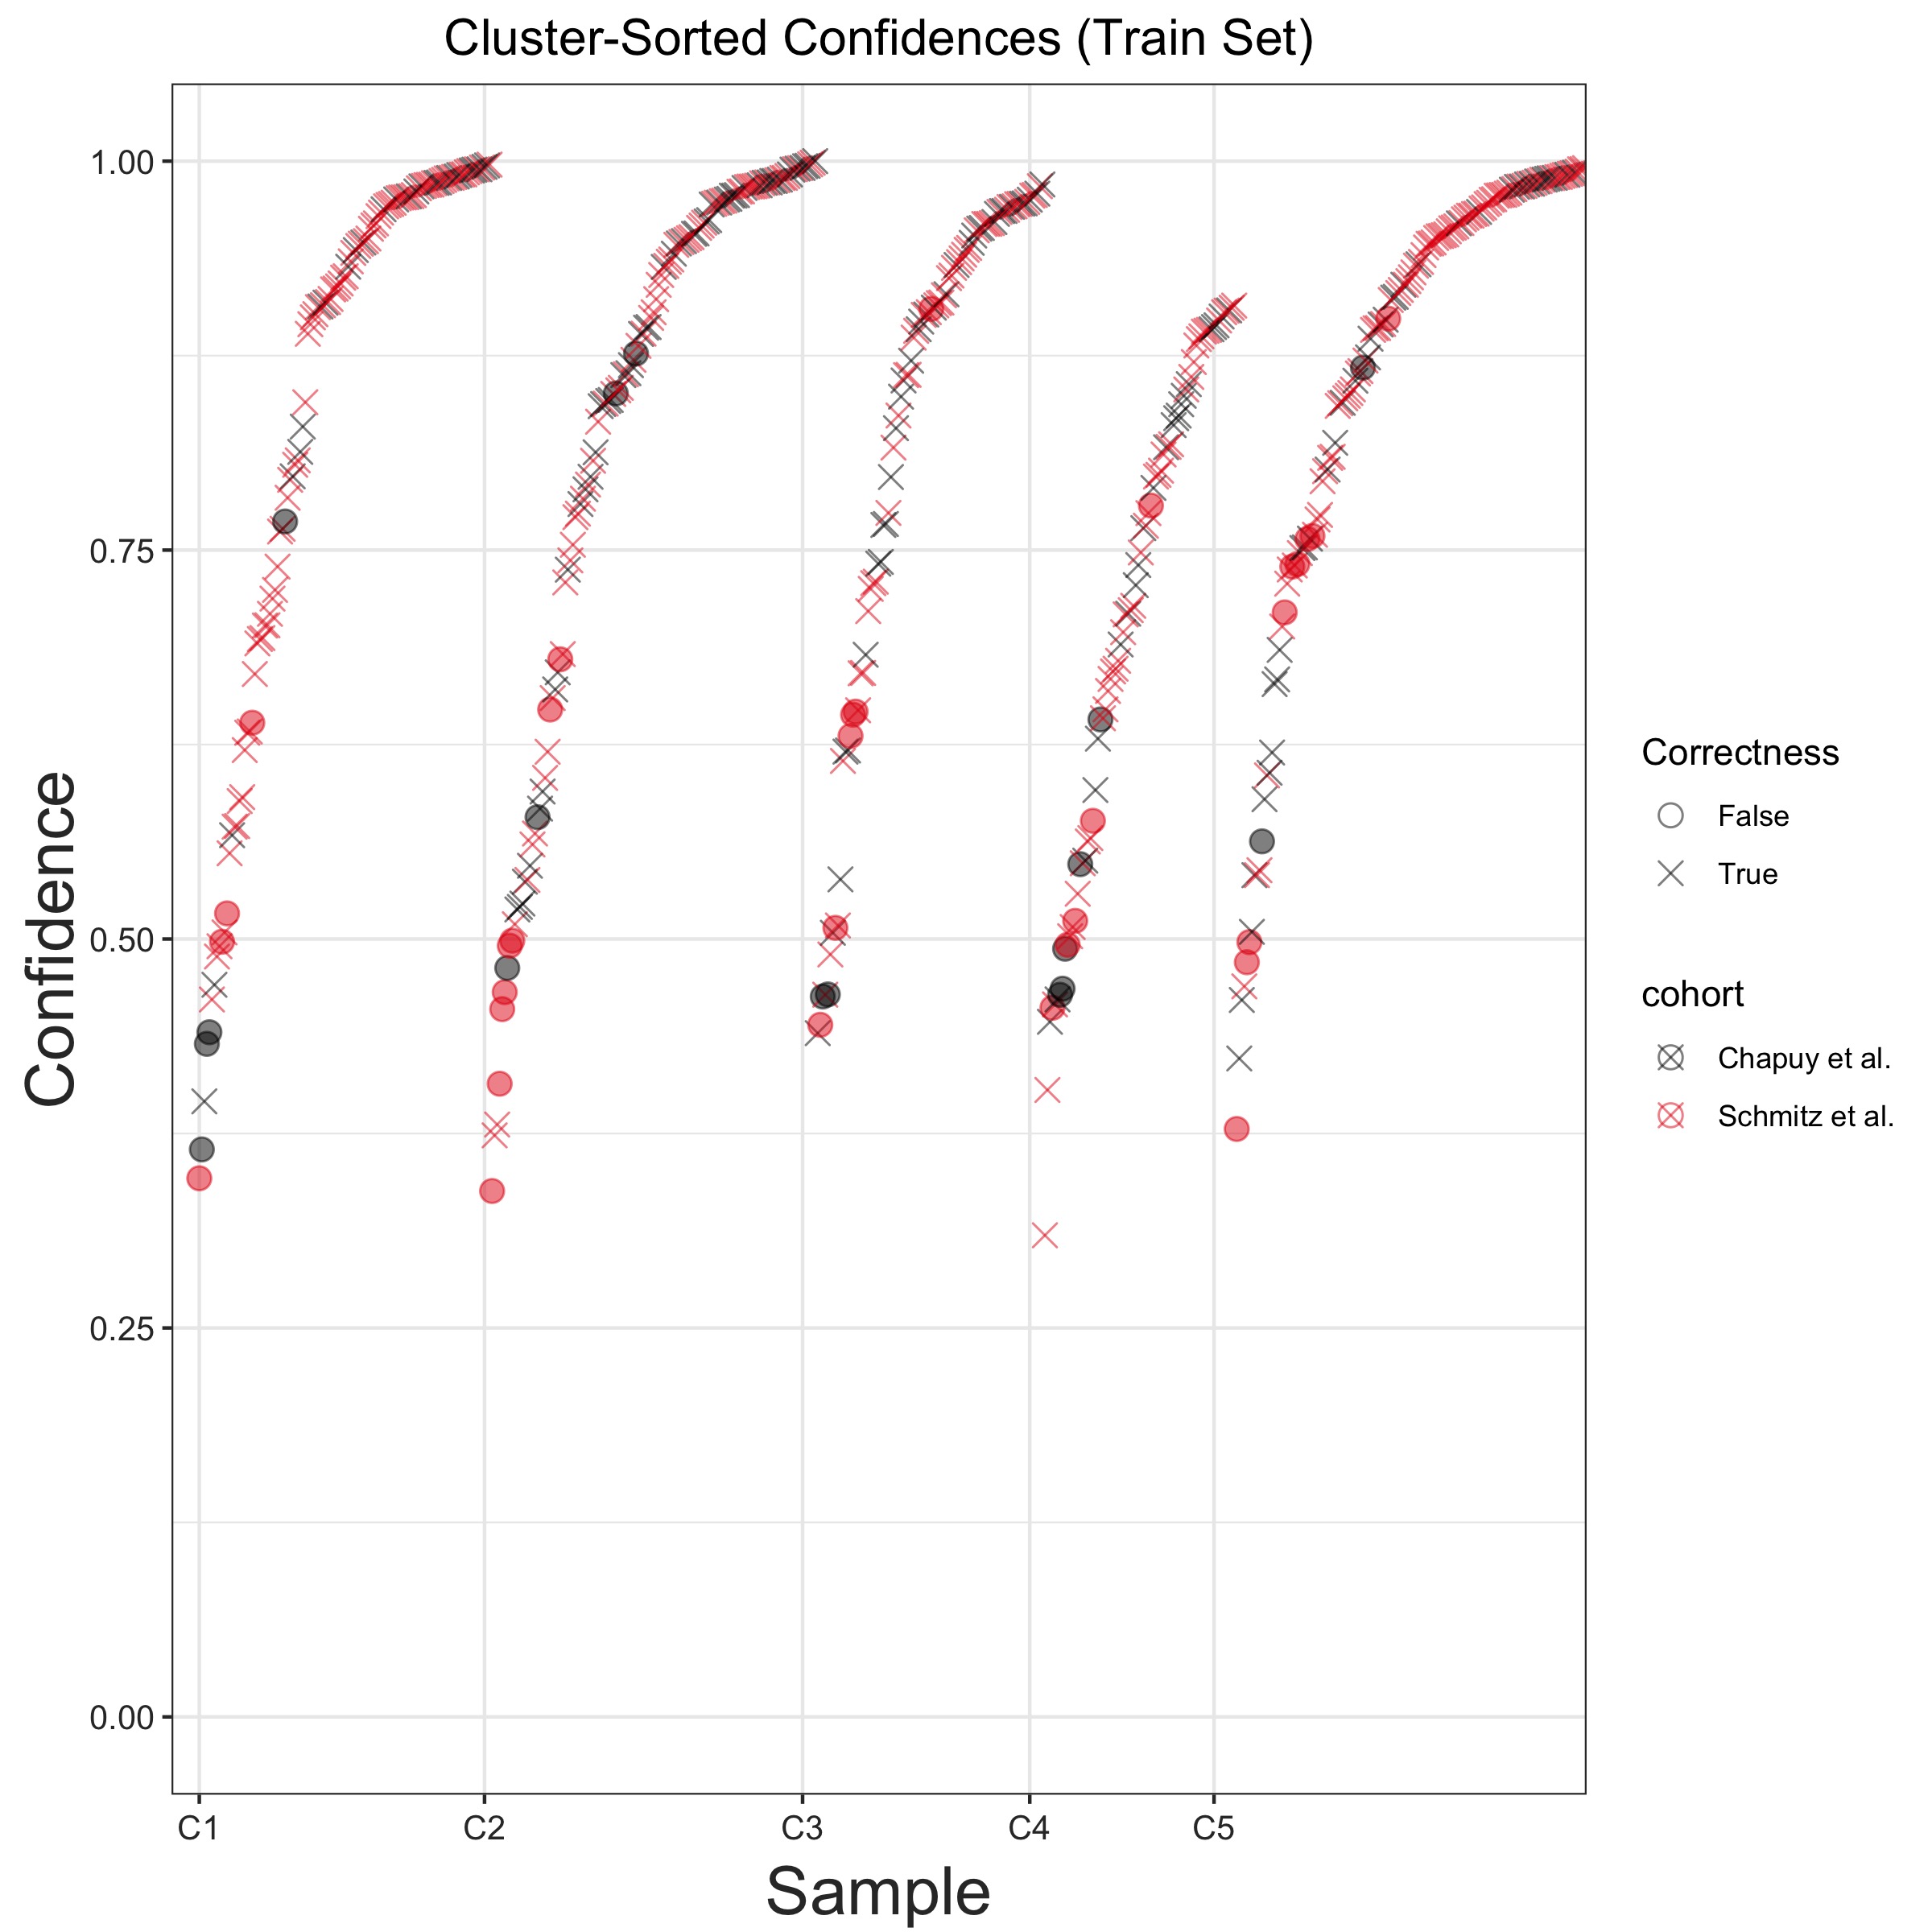 Cluster-Sorted Confidences (Train Set)
Confidence
1.00
0.75
0.50
0.25
0.00
C1 C2 C3 C4 C5
Sample
Correctness
False
True
cohort
Chapuy et al.
Schmitz et al.